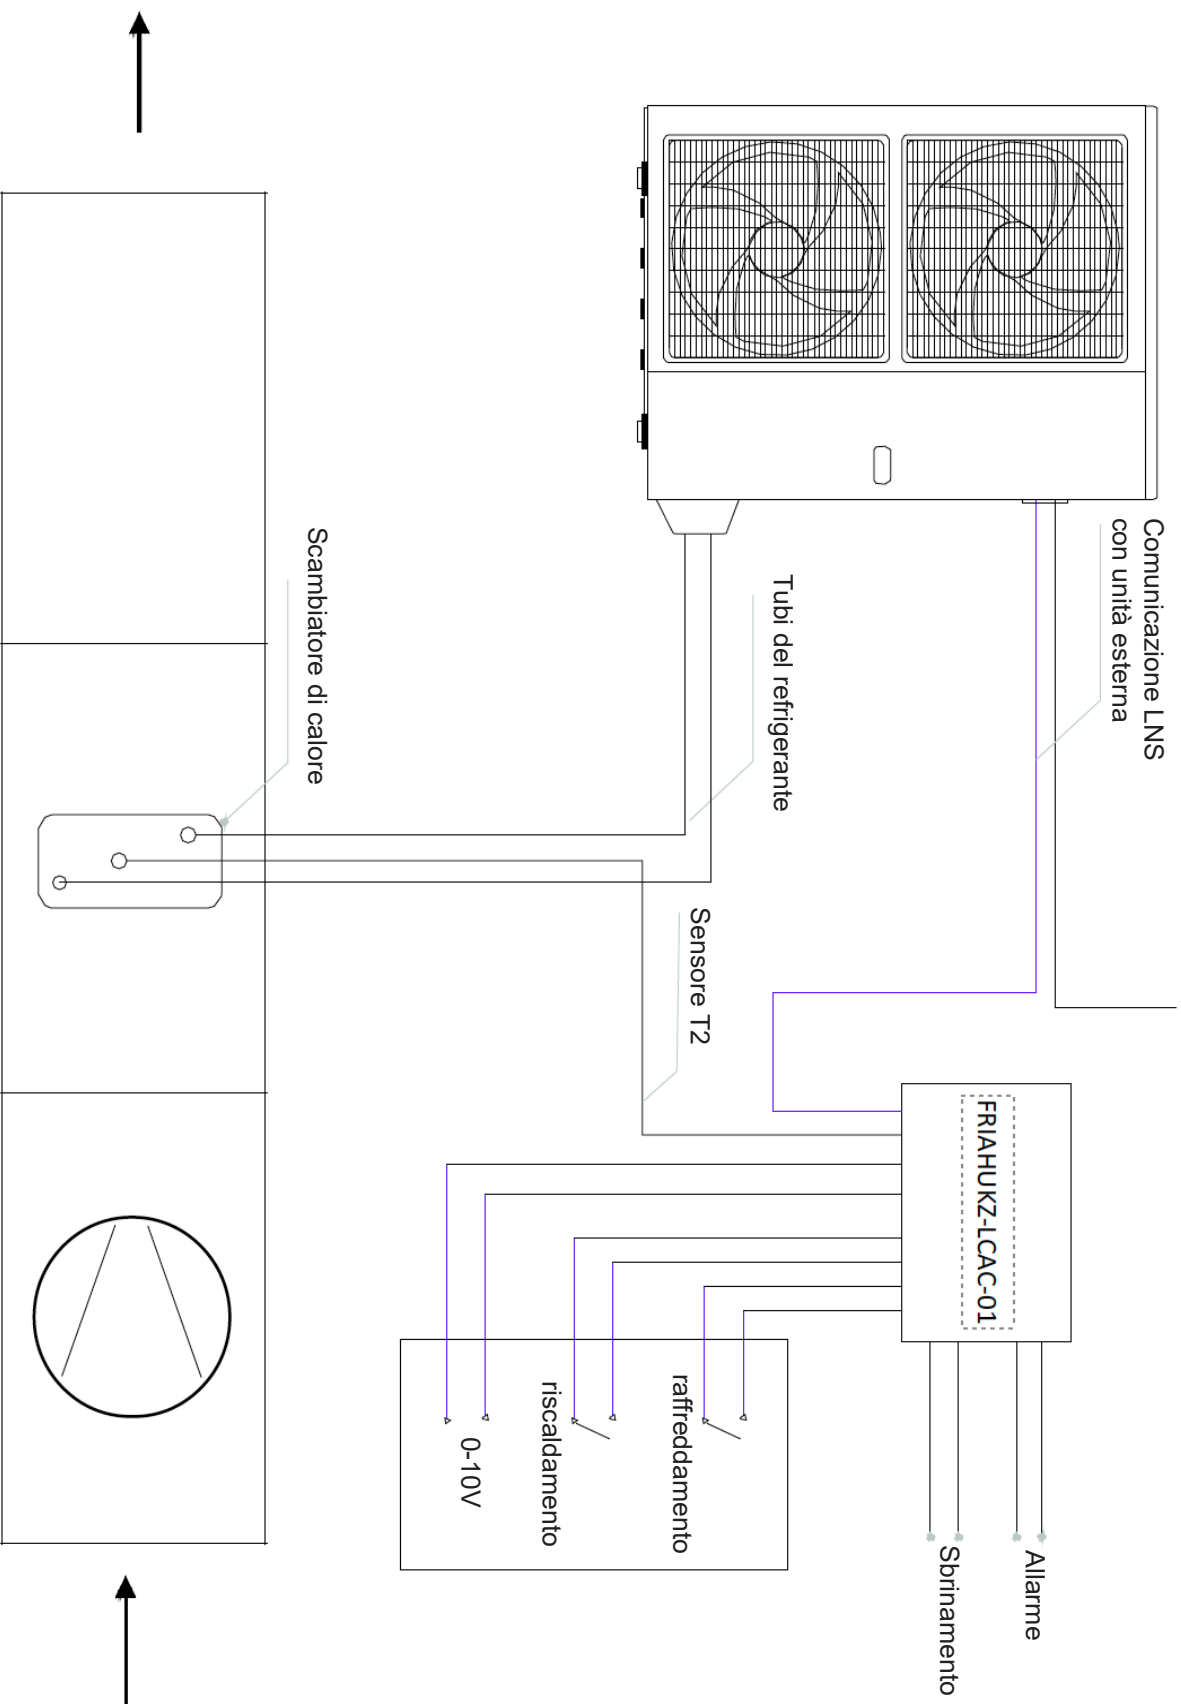 Comunicazione LNS
con unità esterna
Tubi del refrigerante
Scambiatore di calore
Sensore T2
FRIAHUKZ-LCAC-01
raffreddamento
riscaldamento
0-10V
Allarme
Sbrinamento